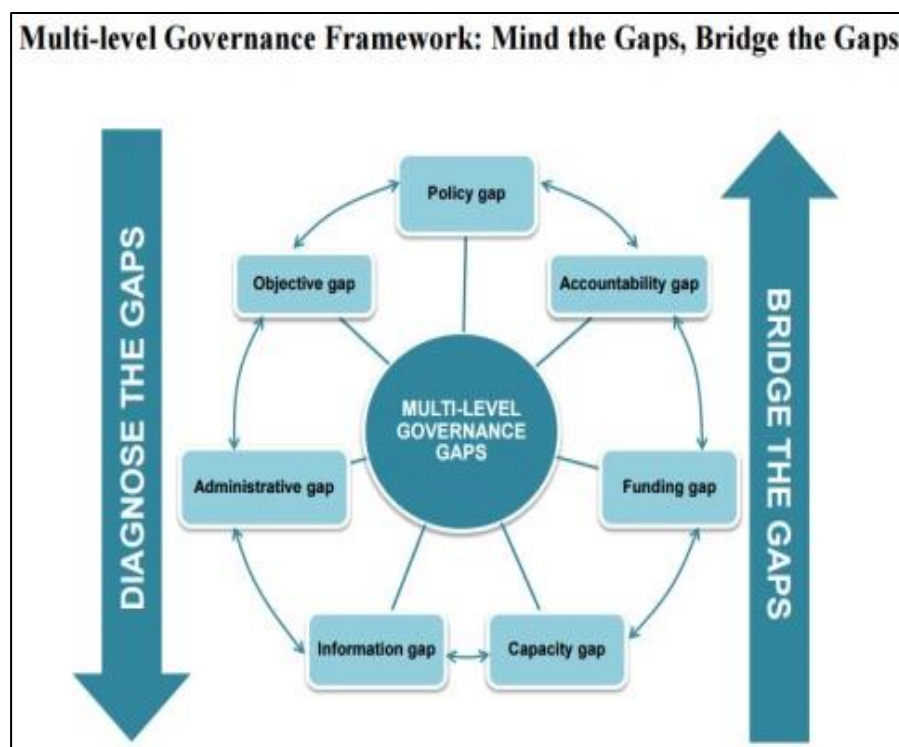 Multi-level Governance Framework: Mind the Gaps, Bridge the Gaps
DIAGNOSE THE GAPS
Policy gap
Objective gap
Accountability gap
MULTI-LEVEL
GOVERNANCE
GAPS
Administrative gap
Funding gap
Information gap
Capacity gap
BRIDGE THE GAPS